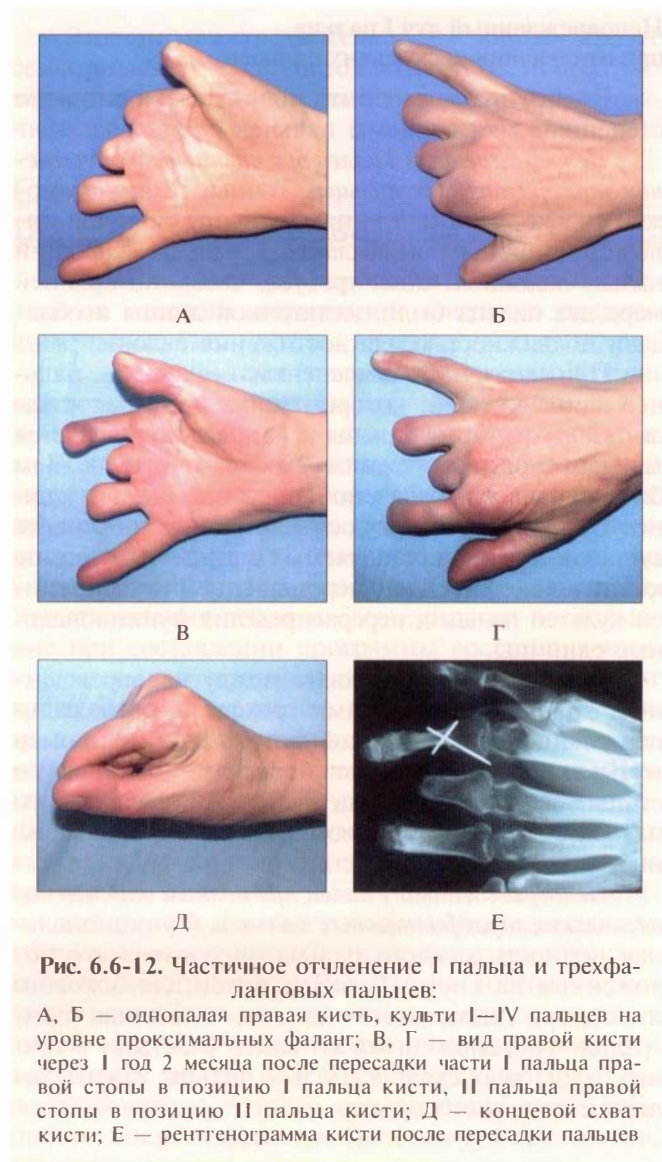 А
Б
В
Г
Д
Е
Рис. 6.6-12. Частичное отчленение I пальца и трехфа-
ланговых пальцев:
А, Б — однопалая правая кисть, культи I—IV пальцев на
уровне проксимальных фаланг; В, Г — вид правой кисти
через 1 год 2 месяца после пересадки части I пальца пра-
вой стопы в позицию I пальца кисти, II пальца правой
стопы в позицию II пальца кисти; Д — концевой схват
кисти; Е — рентгенограмма кисти после пересадки пальцев